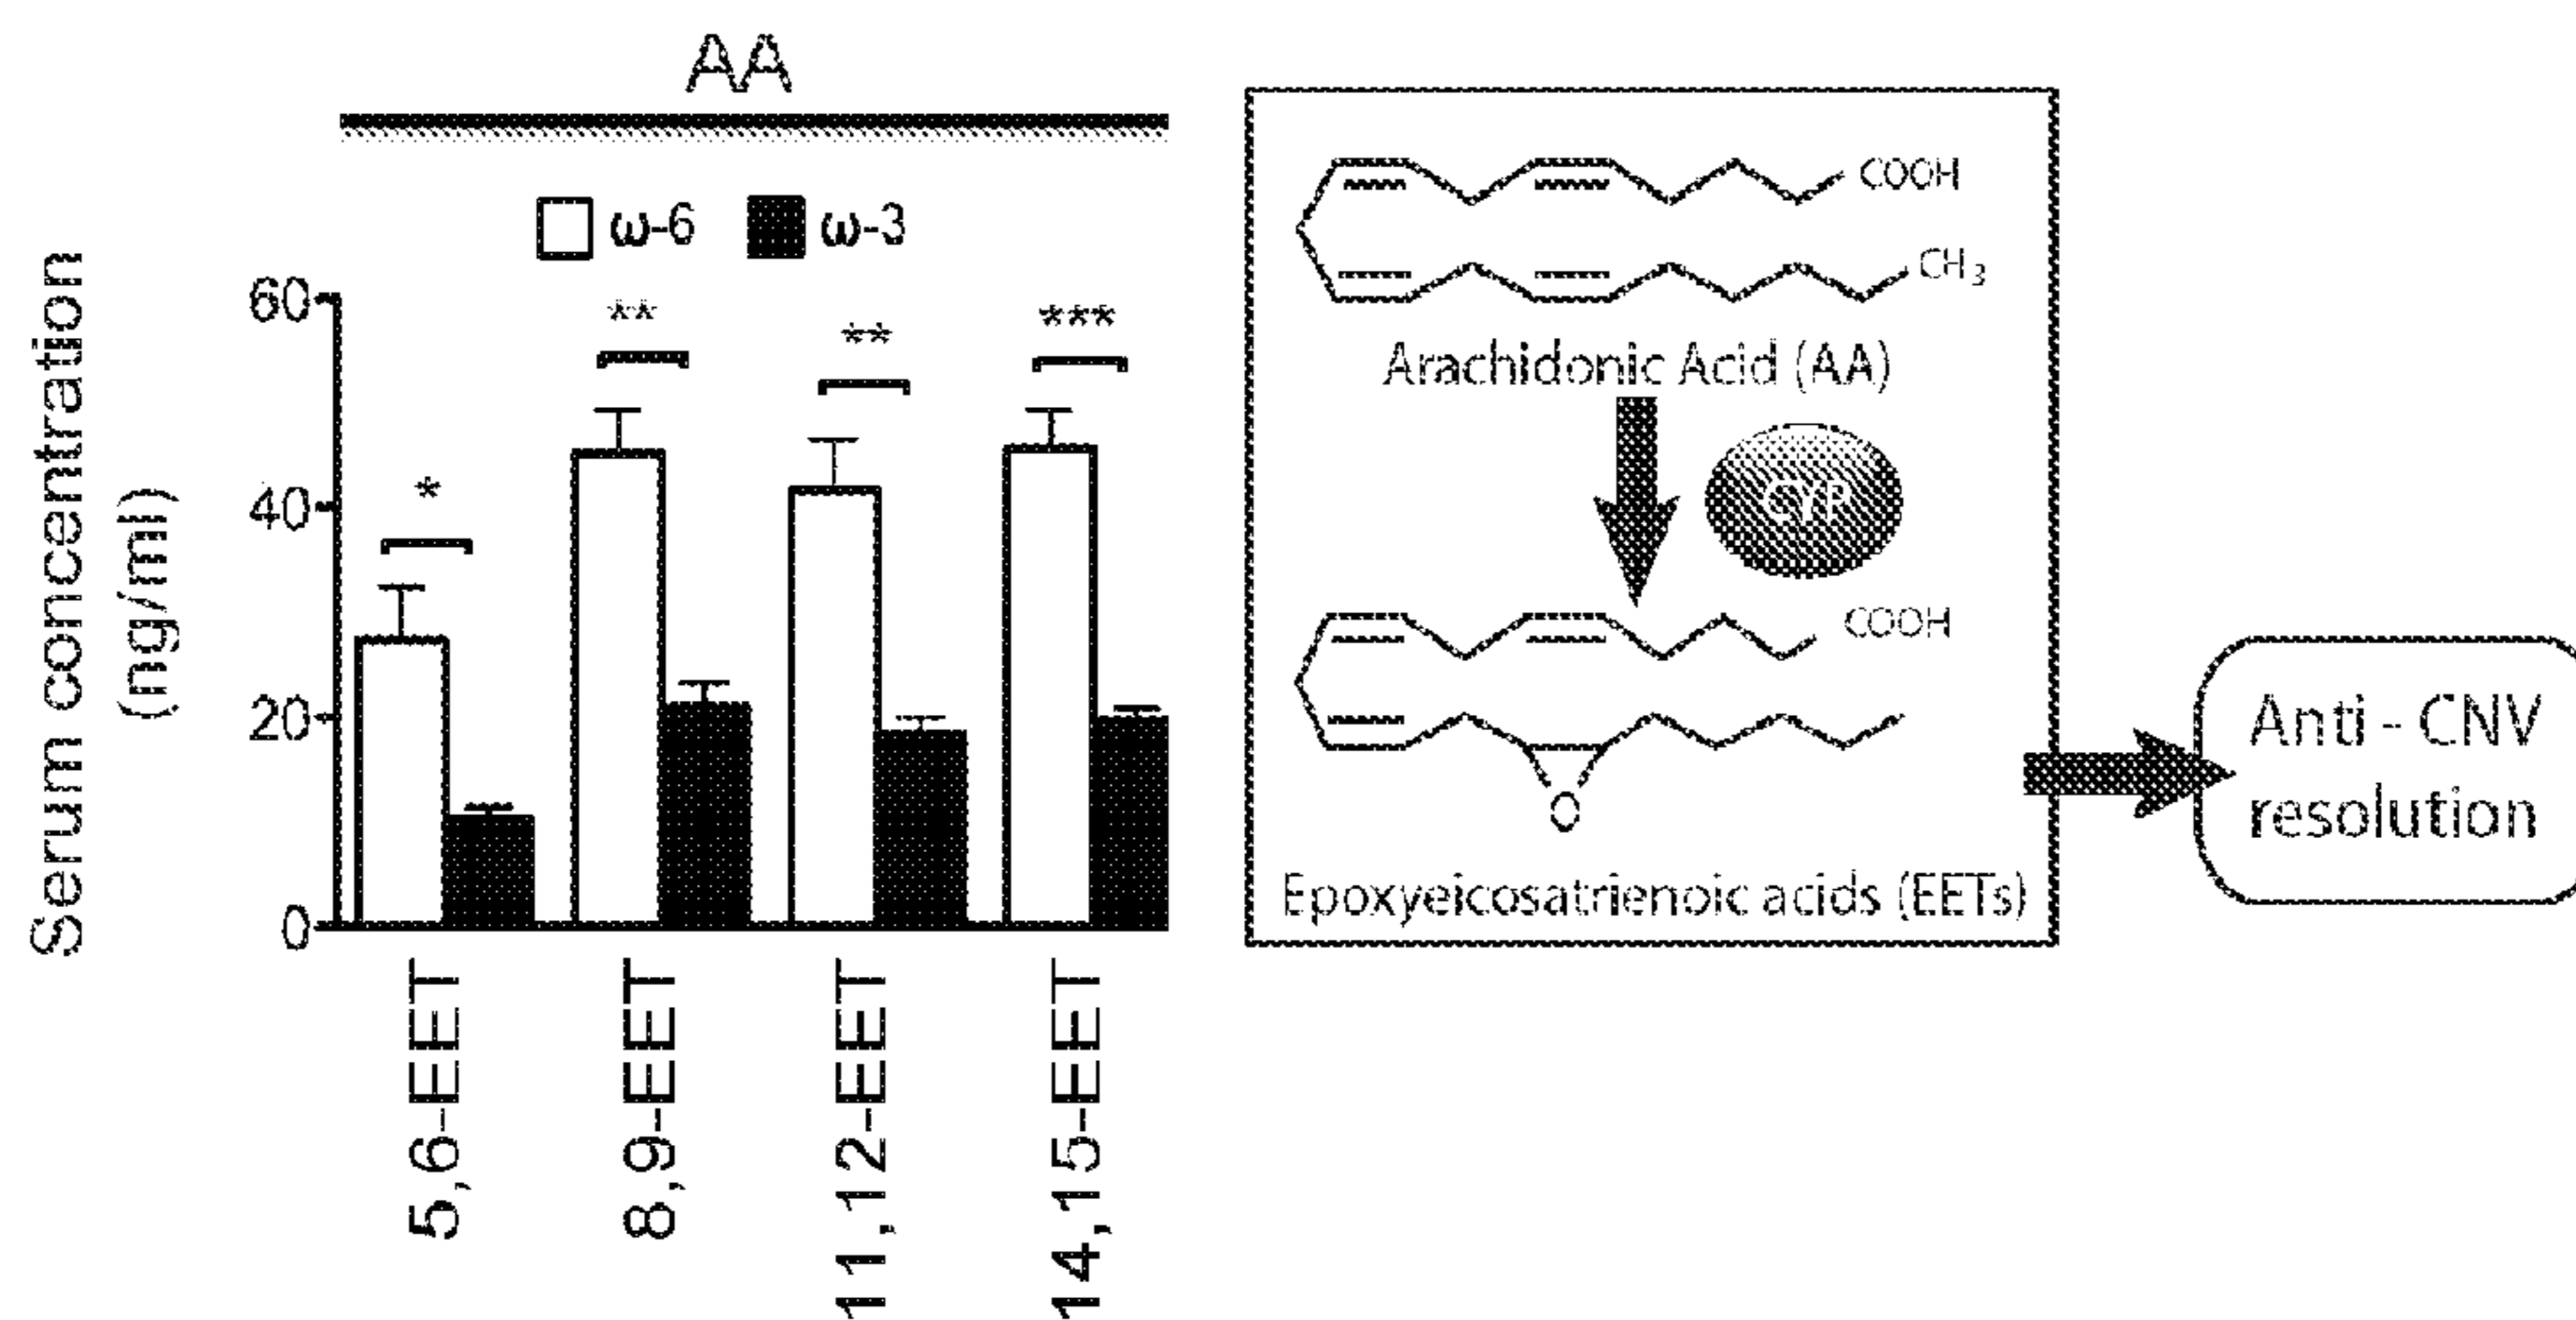 AA
ω-6
ω-3
Serum concentration
(ng/ml)
60
40
20
0
*
**
**
***
5,6-EET
8,9-EET
11,12-EET
14,15-EET
COOH
CH3
Arachidonic Acid (AA)
CYP
COOH
O
Epoxyeicosatrienoic acids (EETs)
Anti - CNV
resolution